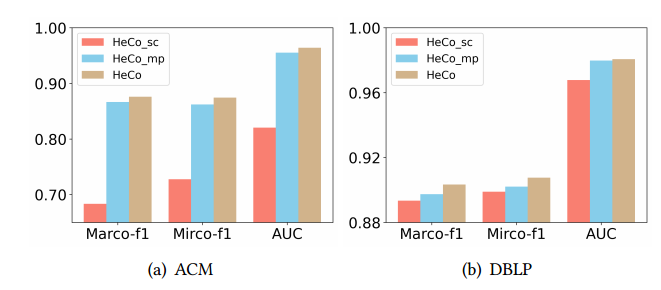 1.00
0.90
0.80
0.70
HeCo_sc
HeCo_mp
HeCo
Marco-f1 Mirco-f1 AUC
(a) ACM
1.00
0.96
0.92
0.88
HeCo_sc
HeCo_mp
HeCo
Marco-f1 Mirco-f1 AUC
(b) DBLP